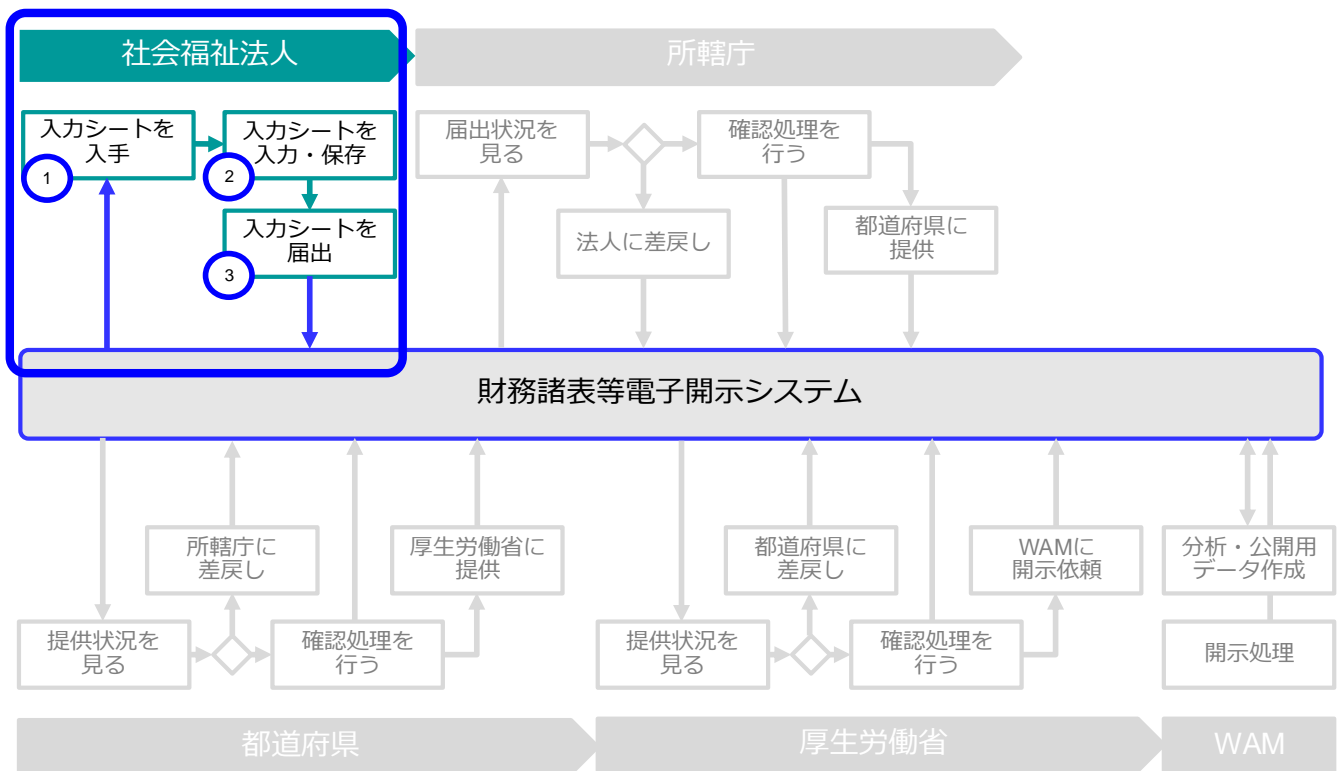 社会福祉法人
所轄庁
入力シートを
入手
1
入力シートを
入力・保存
2
入力シートを
届出
3
届出状況を
見る
確認処理を
行う
法人に差戻し
都道府県に
提供
財務諸表等電子開示システム
所轄庁に
差戻し
厚生労働省に
提供
都道府県に
差戻し
WAMに
開示依頼
分析・公開用
データ作成
提供状況を
見る
確認処理を
行う
提供状況を
見る
確認処理を
行う
開示処理
都道府県
厚生労働省
WAM